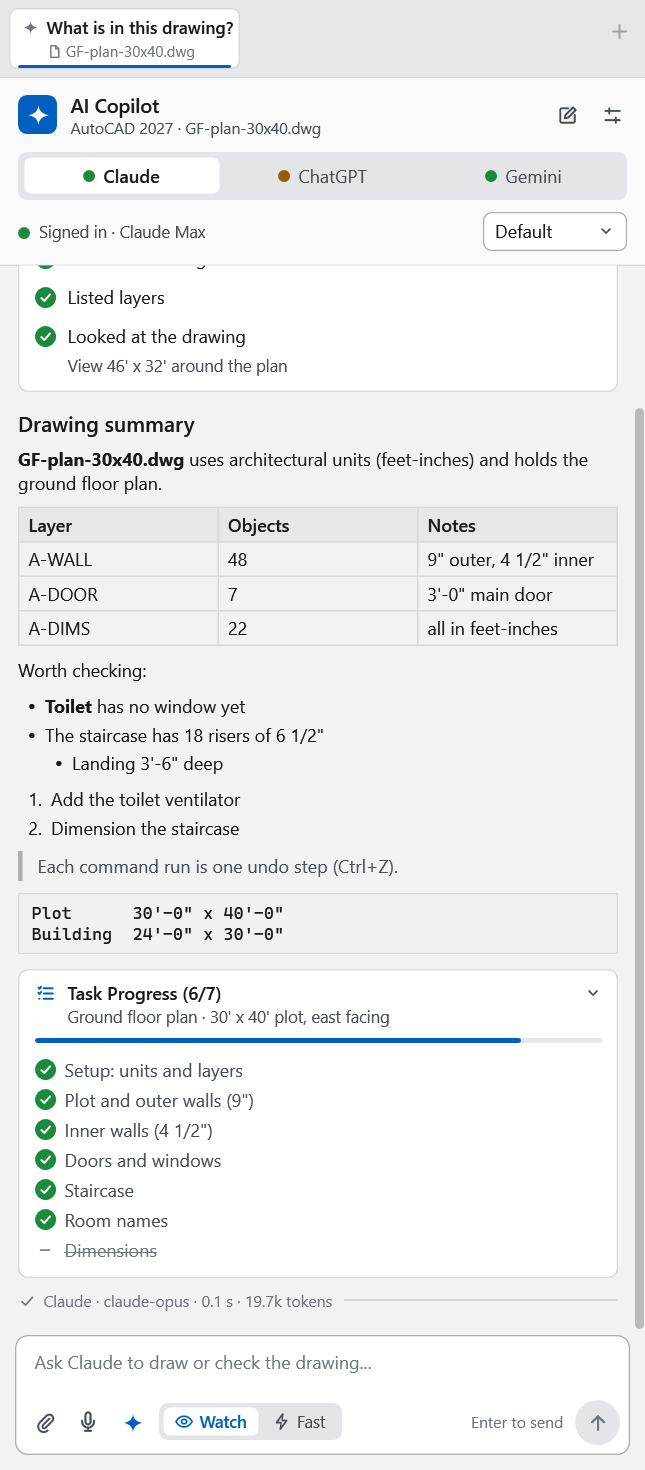 What is in this drawing?
GF-plan-30x40.dwg
AI Copilot
AutoCAD 2027 · GF-plan-30x40.dwg
Claude
ChatGPT
Gemini
Signed in · Claude Max
Default
Listed layers
Looked at the drawing
View 46' x 32' around the plan
Drawing summary
GF-plan-30x40.dwg uses architectural units (feet-inches) and holds the
ground floor plan.
Layer Objects Notes
A-WALL 48 9" outer, 4 1/2" inner
A-DOOR 7 3'-0" main door
A-DIMS 22 all in feet-inches
Worth checking:
• Toilet has no window yet
• The staircase has 18 risers of 6 1/2"
• Landing 3'-6" deep
1. Add the toilet ventilator
2. Dimension the staircase
Each command run is one undo step (Ctrl+Z).
Plot 30'-0" x 40'-0"
Building 24'-0" x 30'-0"
Task Progress (6/7)
Ground floor plan · 30' x 40' plot, east facing
Setup: units and layers
Plot and outer walls (9")
Inner walls (4 1/2")
Doors and windows
Staircase
Room names
Dimensions
Claude · claude-opus · 0.1 s · 19.7k tokens
Ask Claude to draw or check the drawing...
Watch
Fast
Enter to send